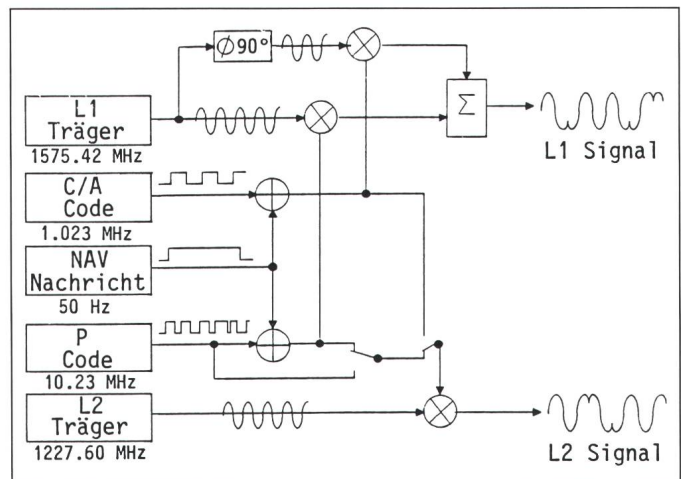 ∅90°
L1
Träger
1575.42 MHz
Σ
L1 Signal
C/A
Code
1.023 MHz
NAV
Nachricht
50 Hz
P
Code
10.23 MHz
L2
Träger
1227.60 MHz
L2 Signal